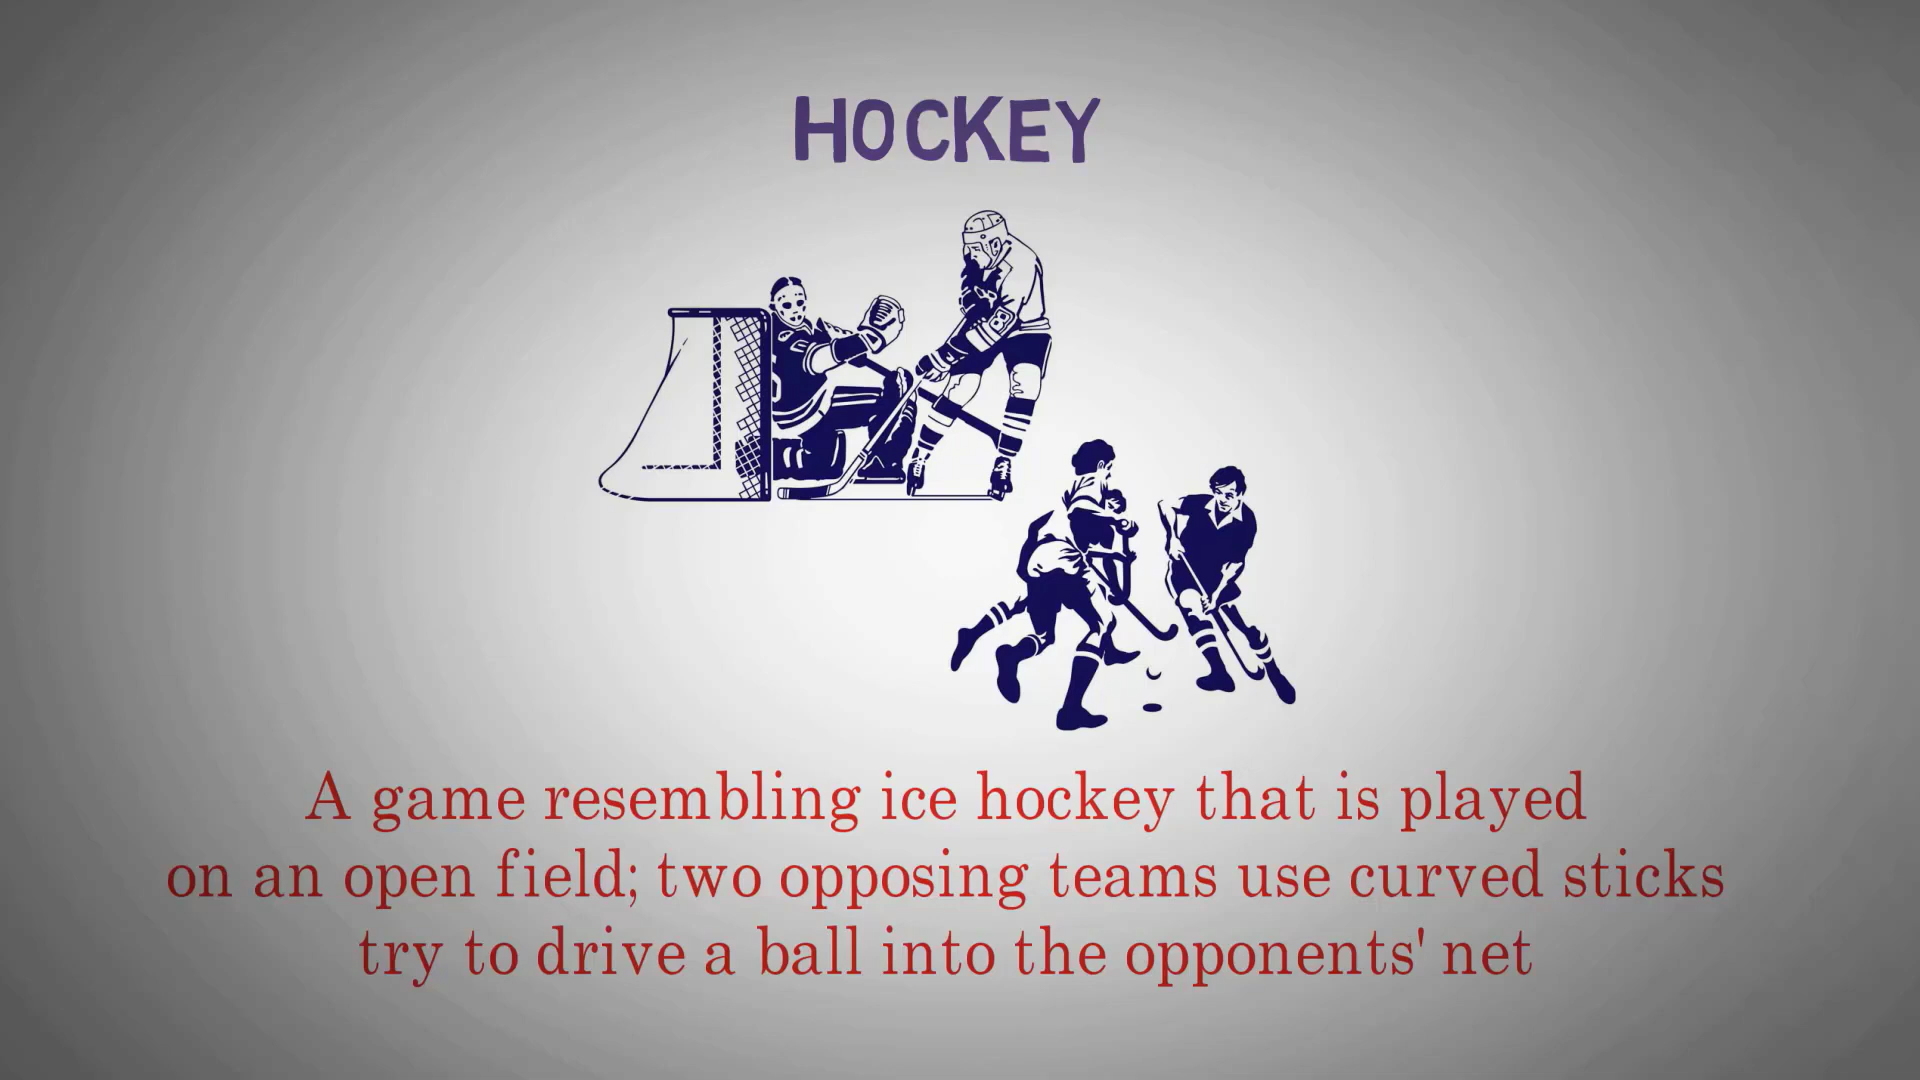 HOCKEY
8
A game resembling ice hockey that is played
on an open field; two opposing teams use curved sticks
try to drive a ball into the opponents' net